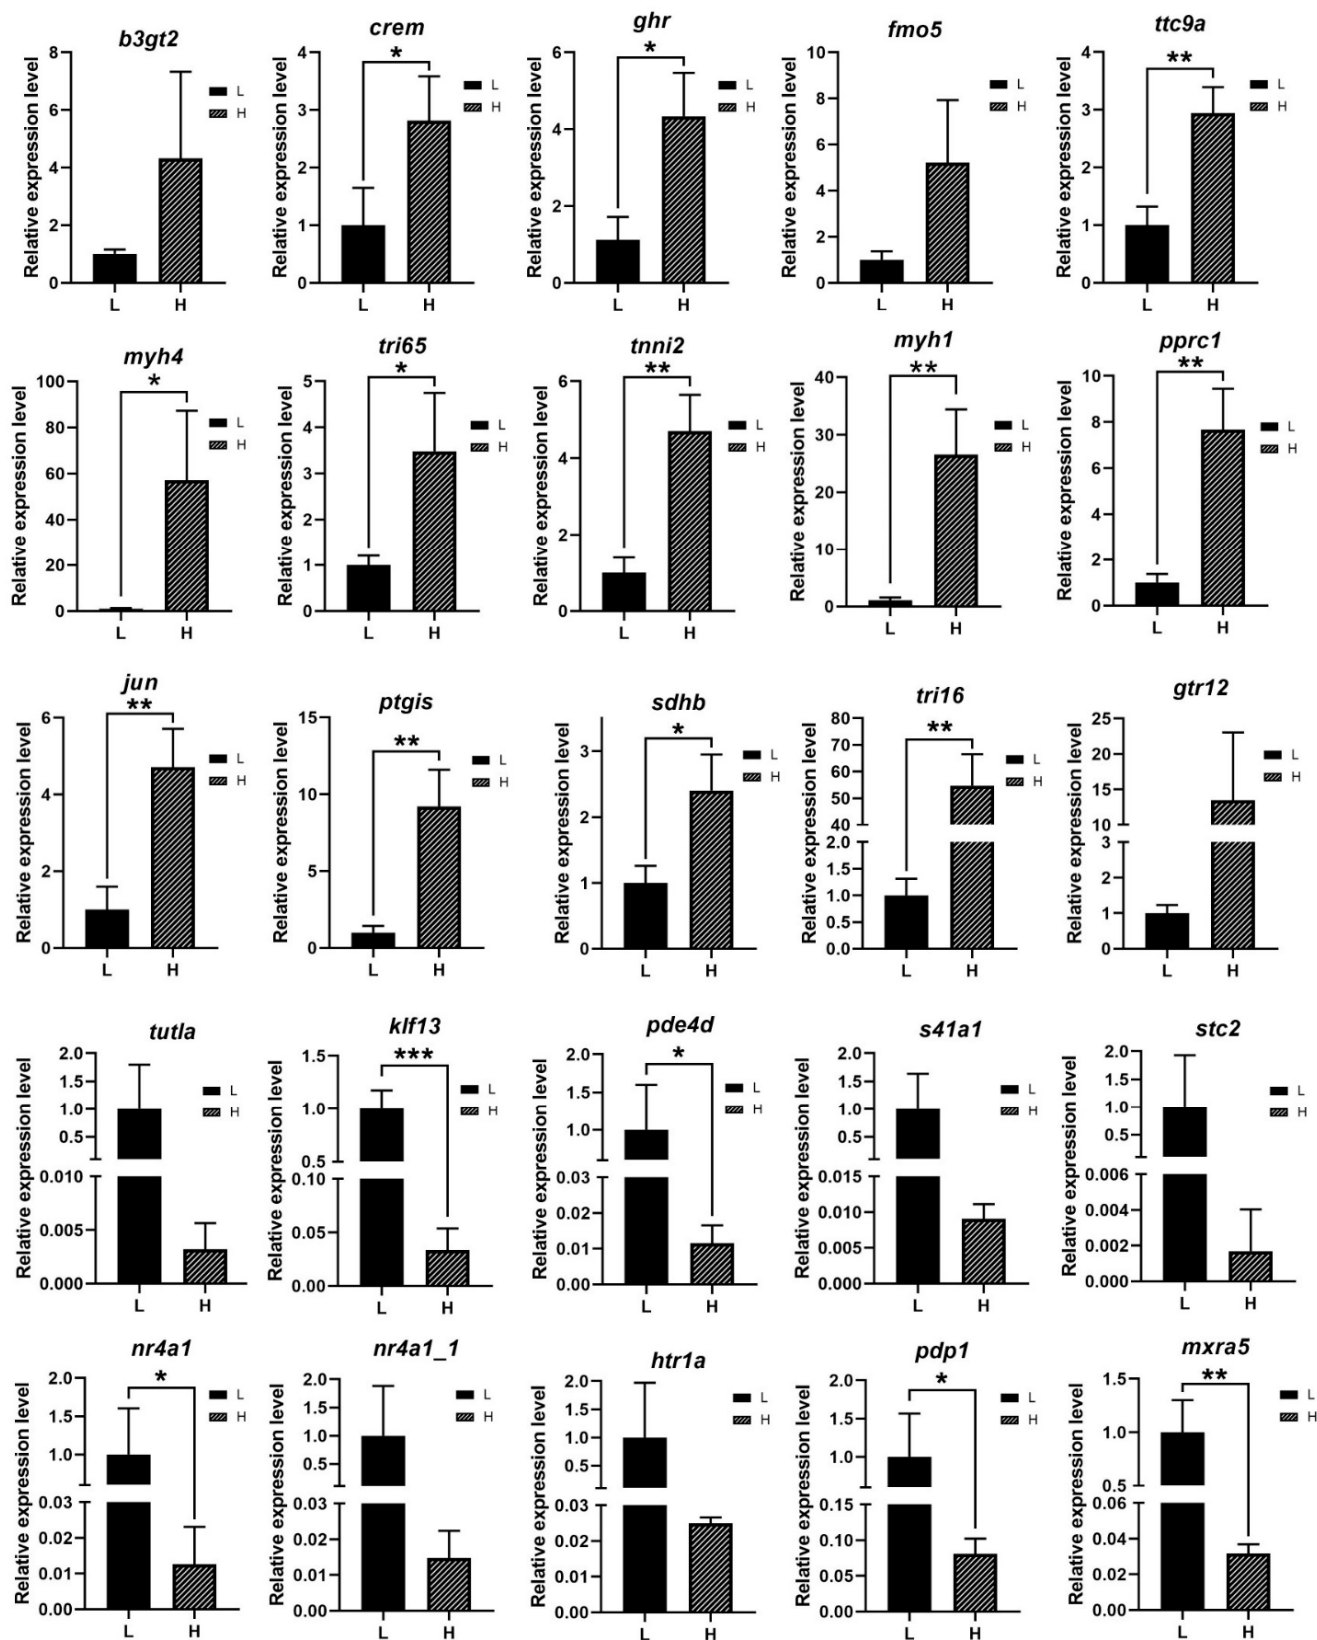 b3gt2
Relative expression level
8
6
4
2
0
L
H
L
H
crem
*
Relative expression level
4
3
2
1
0
L
H
L
H
ghr
*
Relative expression level
6
4
2
0
L
H
L
H
fmo5
Relative expression level
10
8
6
4
2
0
L
H
L
H
ttc9a
**
Relative expression level
4
3
2
1
0
L
H
L
H
myh4
*
Relative expression level
100
80
60
40
20
0
L
H
L
H
tri65
*
Relative expression level
5
4
3
2
1
0
L
H
L
H
tnni2
**
Relative expression level
6
4
2
0
L
H
L
H
myh1
**
Relative expression level
40
30
20
10
0
L
H
L
H
pprc1
**
Relative expression level
10
8
6
4
2
0
L
H
L
H
jun
**
Relative expression level
6
4
2
0
L
H
L
H
ptgis
**
Relative expression level
15
10
5
0
L
H
L
H
sdhb
*
Relative expression level
3
2
1
0
L
H
L
H
tri16
**
Relative expression level
80
70
60
50
40
2.0
1.5
1.0
0.5
0.0
L
H
L
H
gtr12
Relative expression level
25
20
15
10
3
2
1
0
L
H
L
H
tutla
Relative expression level
2.0
1.5
1.0
0.5
0.010
0.005
0.000
L
H
L
H
klf13
***
Relative expression level
1.5
1.0
0.5
0.10
0.05
0.00
L
H
L
H
pde4d
*
Relative expression level
2.0
1.5
1.0
0.03
0.02
0.01
0.00
L
H
L
H
s41a1
Relative expression level
2.0
1.5
1.0
0.5
0.015
0.010
0.005
0.000
L
H
L
H
stc2
Relative expression level
2.0
1.5
1.0
0.5
0.006
0.004
0.002
0.000
L
H
L
H
nr4a1
*
Relative expression level
2.0
1.5
1.0
0.03
0.02
0.01
0.00
L
H
L
H
nr4a1_1
Relative expression level
2.0
1.5
1.0
0.5
0.03
0.02
0.01
0.00
L
H
L
H
htr1a
Relative expression level
2.0
1.5
1.0
0.5
0.03
0.02
0.01
0.00
L
H
L
H
pdp1
*
Relative expression level
2.0
1.5
1.0
0.15
0.10
0.05
0.00
L
H
L
H
mxra5
**
Relative expression level
1.5
1.0
0.5
0.06
0.04
0.02
0.00
L
H
L
H